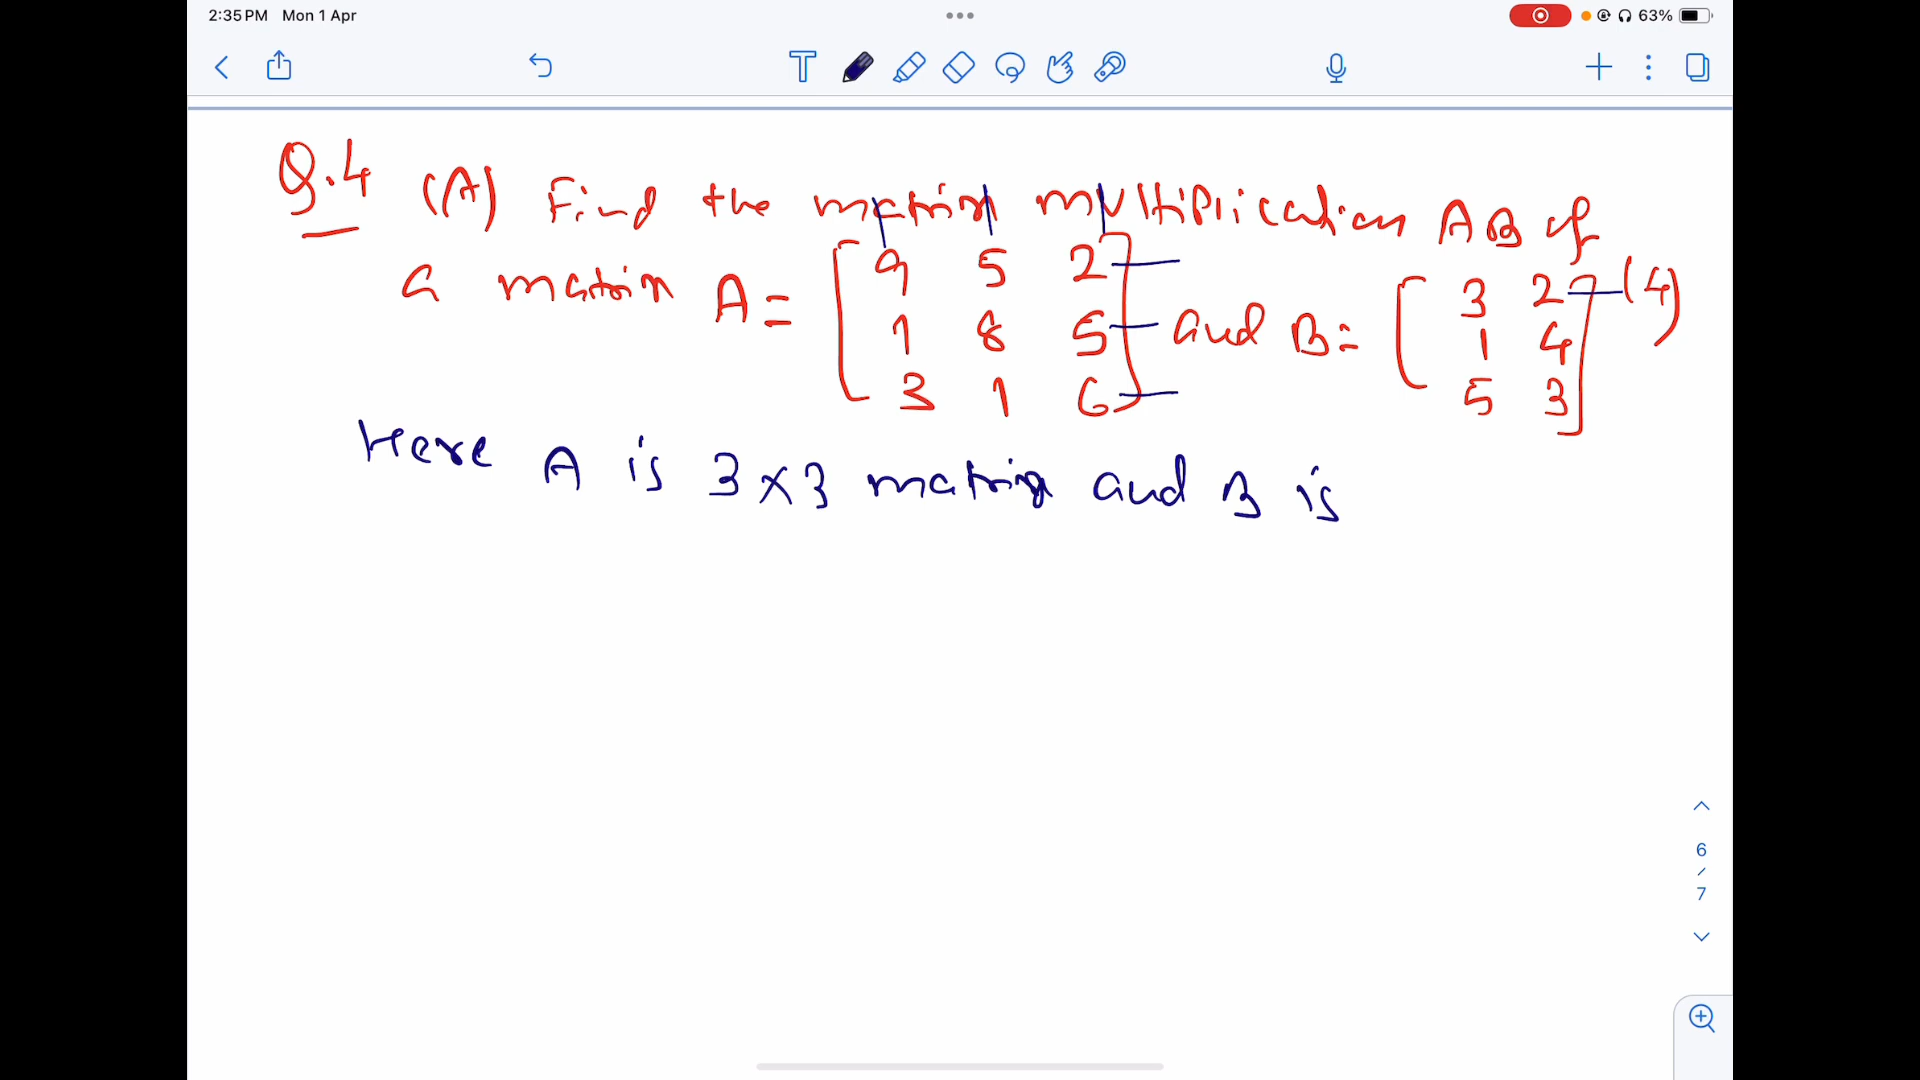 2:35 PM Mon 1 Apr 63%
Q.4 (A) Find the matrix multiplication AB of
a matrix A = [9 5 2
1 8 5
3 1 6] and B = [3 2
1 4
5 3] (4)
Here A is 3×3 matrix and B is
6
/
7